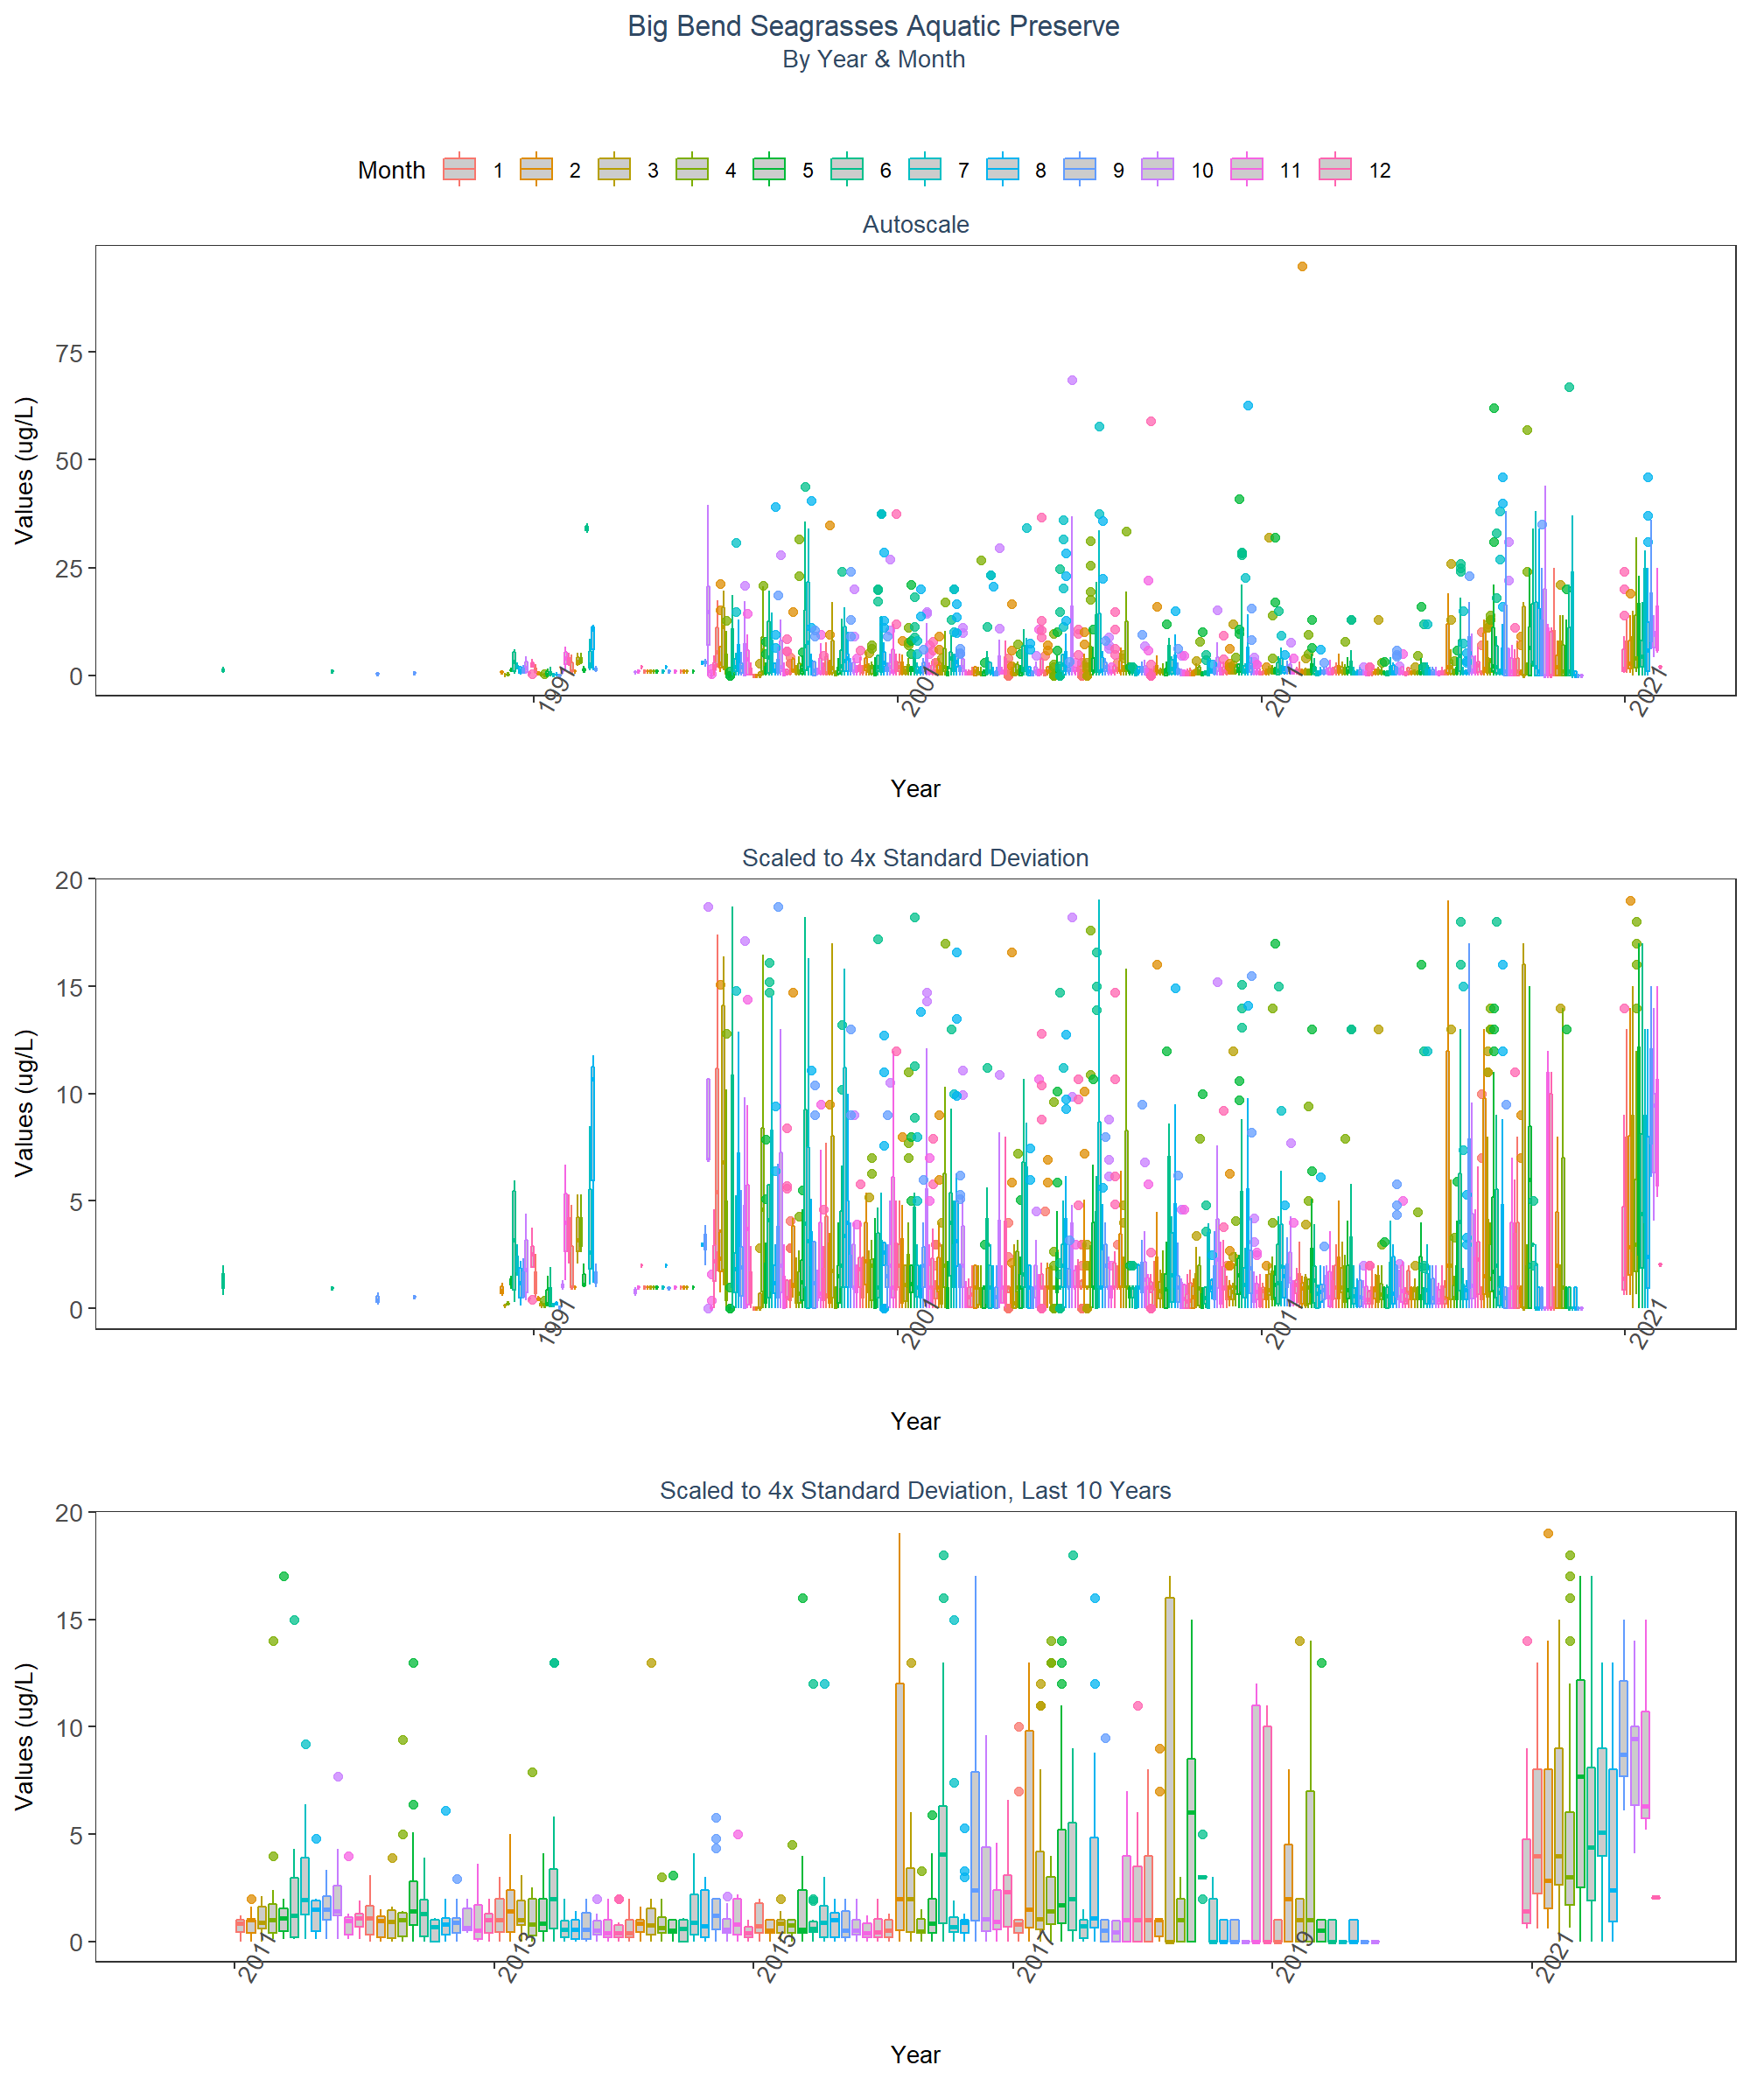 Big Bend Seagrasses Aquatic Preserve
By Year & Month
Month 1 2 3 4 5 6 7 8 9 10 11 12
Autoscale
Values (ug/L)
75
50
25
0
1991 2001 2011 2021
Year
Scaled to 4x Standard Deviation
Values (ug/L)
20
15
10
5
0
1991 2001 2011 2021
Year
Scaled to 4x Standard Deviation, Last 10 Years
Values (ug/L)
20
15
10
5
0
2011 2013 2015 2017 2019 2021
Year